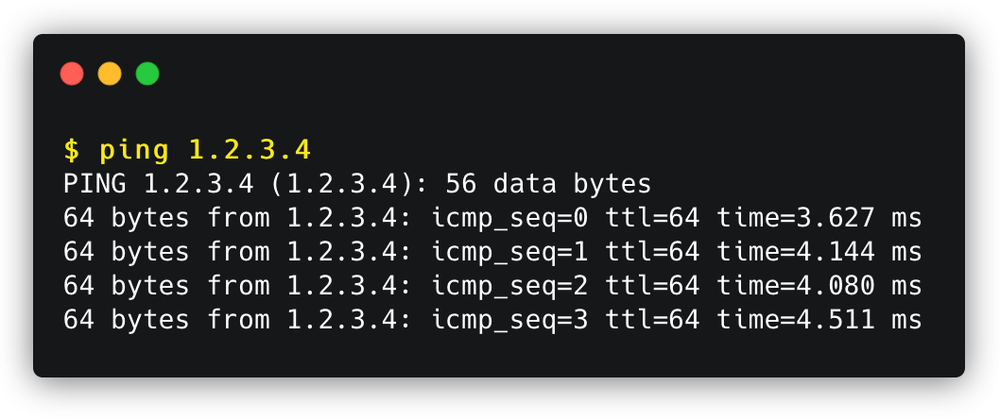 $ ping 1.2.3.4
PING 1.2.3.4 (1.2.3.4): 56 data bytes
64 bytes from 1.2.3.4: icmp_seq=0 ttl=64 time=3.627 ms
64 bytes from 1.2.3.4: icmp_seq=1 ttl=64 time=4.144 ms
64 bytes from 1.2.3.4: icmp_seq=2 ttl=64 time=4.080 ms
64 bytes from 1.2.3.4: icmp_seq=3 ttl=64 time=4.511 ms